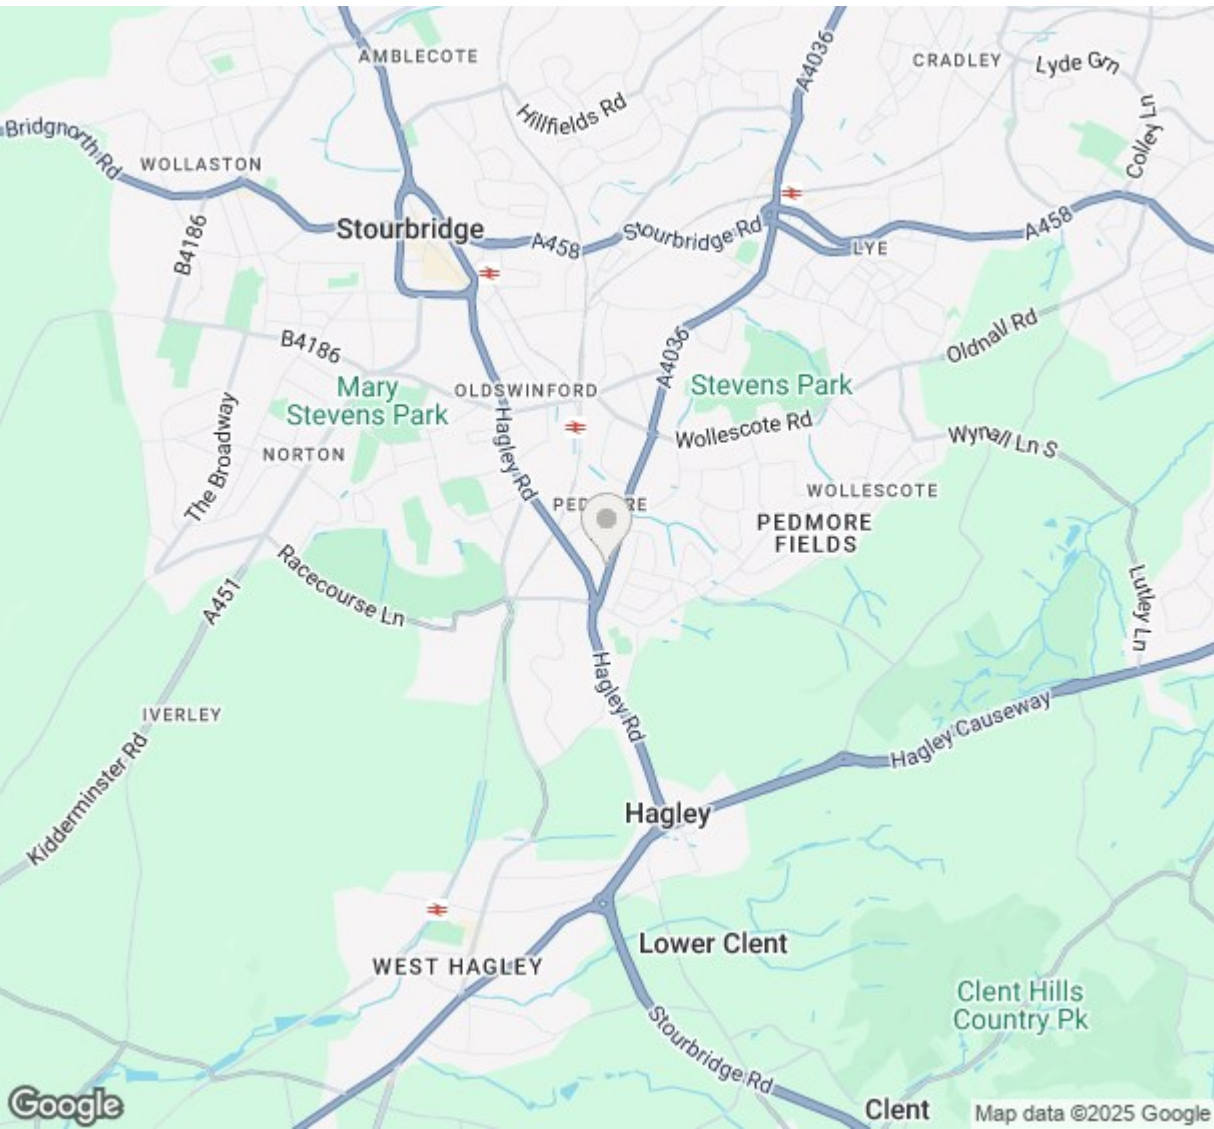 AMBLECOTE
A4036
CRADLEY
Lyde Grn
Hillfields Rd
Colley Ln
Bridgnorth Rd
WOLLASTON
B4186
Stourbridge
A458
Stourbridge Rd
LYE
A458
B4186
Oldnall Rd
A4036
Mary
Stevens Park
OLDSWINFORD
Stevens Park
Hagley Rd
Wollescote Rd
Wynall Ln S
The Broadway
NORTON
WOLLESCOTE
PEDMORE
FIELDS
Racecourse Ln
A451
Lutley Ln
Hagley Rd
IVERLEY
Hagley Causeway
Kidderminster Rd
Hagley
Lower Clent
WEST HAGLEY
Clent Hills
Country Pk
Stourbridge Rd
Clent
Google
Map data ©2025 Google